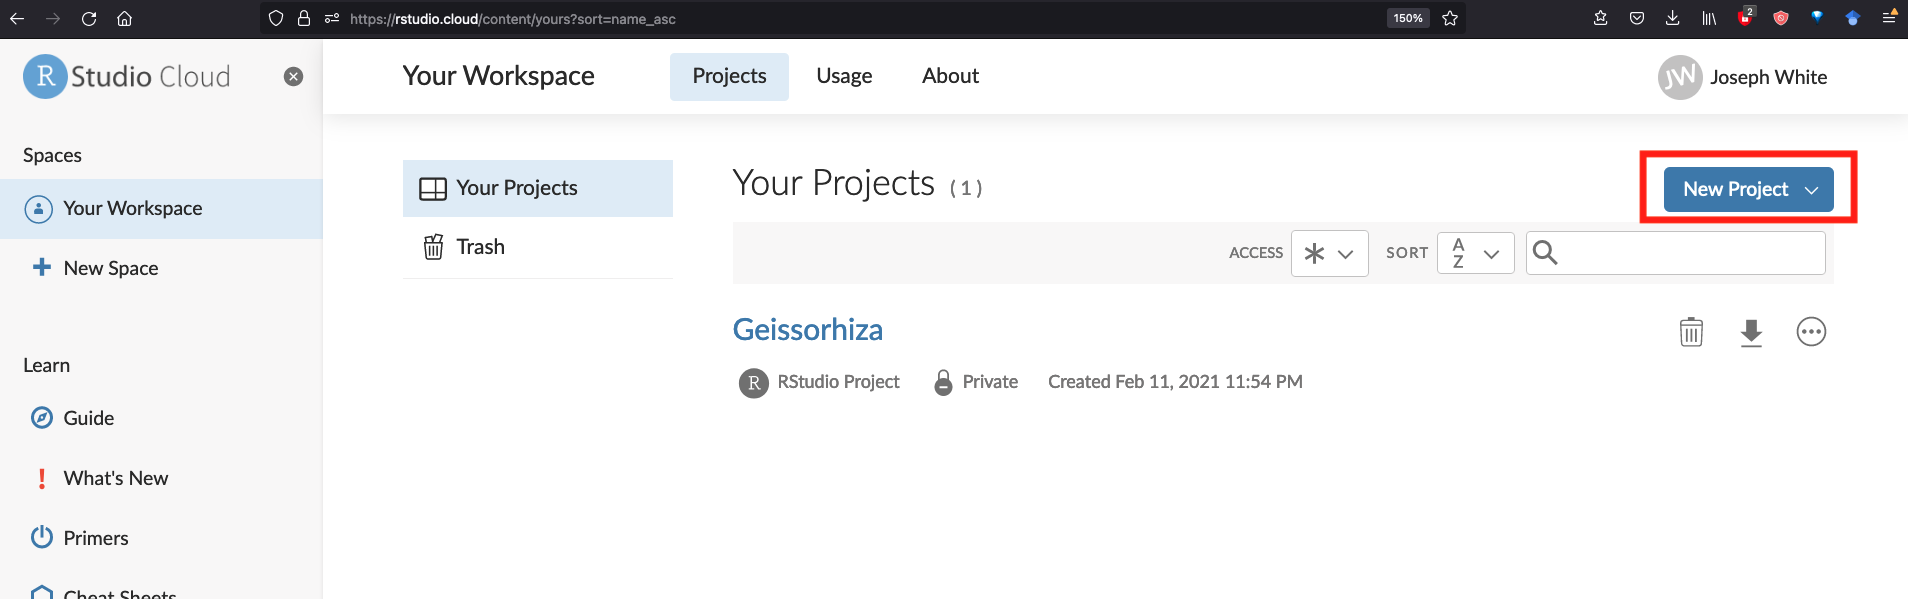 https://rstudio.cloud/content/yours?sort=name_asc
150%
2
R Studio Cloud
Your Workspace
Projects
Usage
About
JW
Joseph White
Spaces
Your Workspace
New Space
Learn
Guide
What's New
Primers
Cheat Sheets
Your Projects
Trash
Your Projects (1)
New Project
ACCESS
SORT
A
Z
Geissorhiza
R RStudio Project
Private
Created Feb 11, 2021 11:54 PM